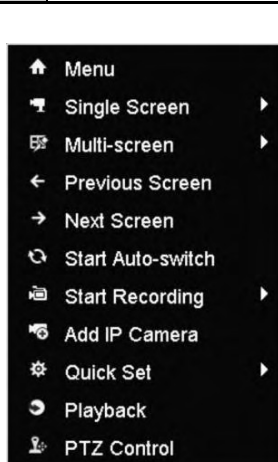 Menu
Single Screen
Multi-screen
Previous Screen
Next Screen
Start Auto-switch
Start Recording
Add IP Camera
Quick Set
Playback
PTZ Control